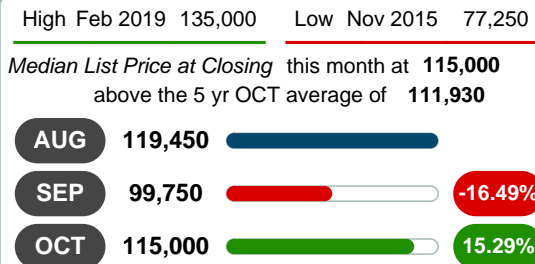 High Feb 2019 135,000 Low Nov 2015 77,250
Median List Price at Closing this month at 115,000
above the 5 yr OCT average of 111,930
AUG 119,450
SEP 99,750 -16.49%
OCT 115,000 15.29%